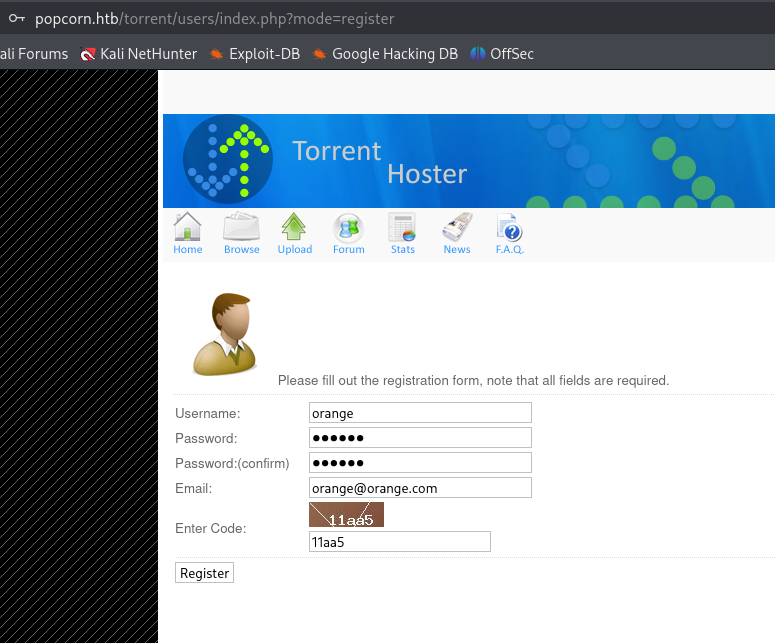 popcorn.htb/torrent/users/index.php?mode=register
ali Forums Kali NetHunter Exploit-DB Google Hacking DB OffSec
Torrent
Hoster
Home Browse Upload Forum Stats News F.A.Q.
Please fill out the registration form, note that all fields are required.
Username: orange
Password: ●●●●●●
Password:(confirm) ●●●●●●
Email: orange@orange.com
11aa5
Enter Code:
11aa5
Register